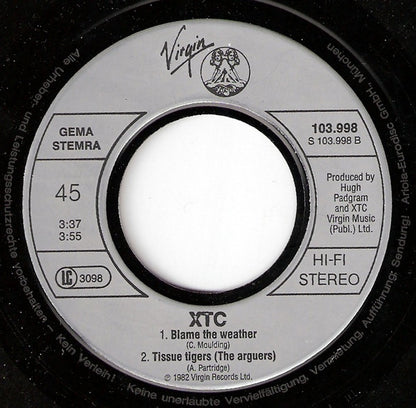 Virgin
GEMA
STEMRA
103.998
S 103.998 B
45
3:37
3:55
Produced by
Hugh
Padgram
and XTC
Virgin Music
(Publ.) Ltd.
LC 3098
HI-FI
STEREO
XTC
1. Blame the weather
(C. Moulding)
2. Tissue tigers (The arguers)
(A. Partridge)
℗ 1982 Virgin Records Ltd.
Alle Urheber- und Leistungsschutzrechte vorbehalten – Kein Verleih! Keine unerlaubte Vervielfältigung, Vermietung, Aufführung, Sendung! Ariola-Eurodisc GmbH, München